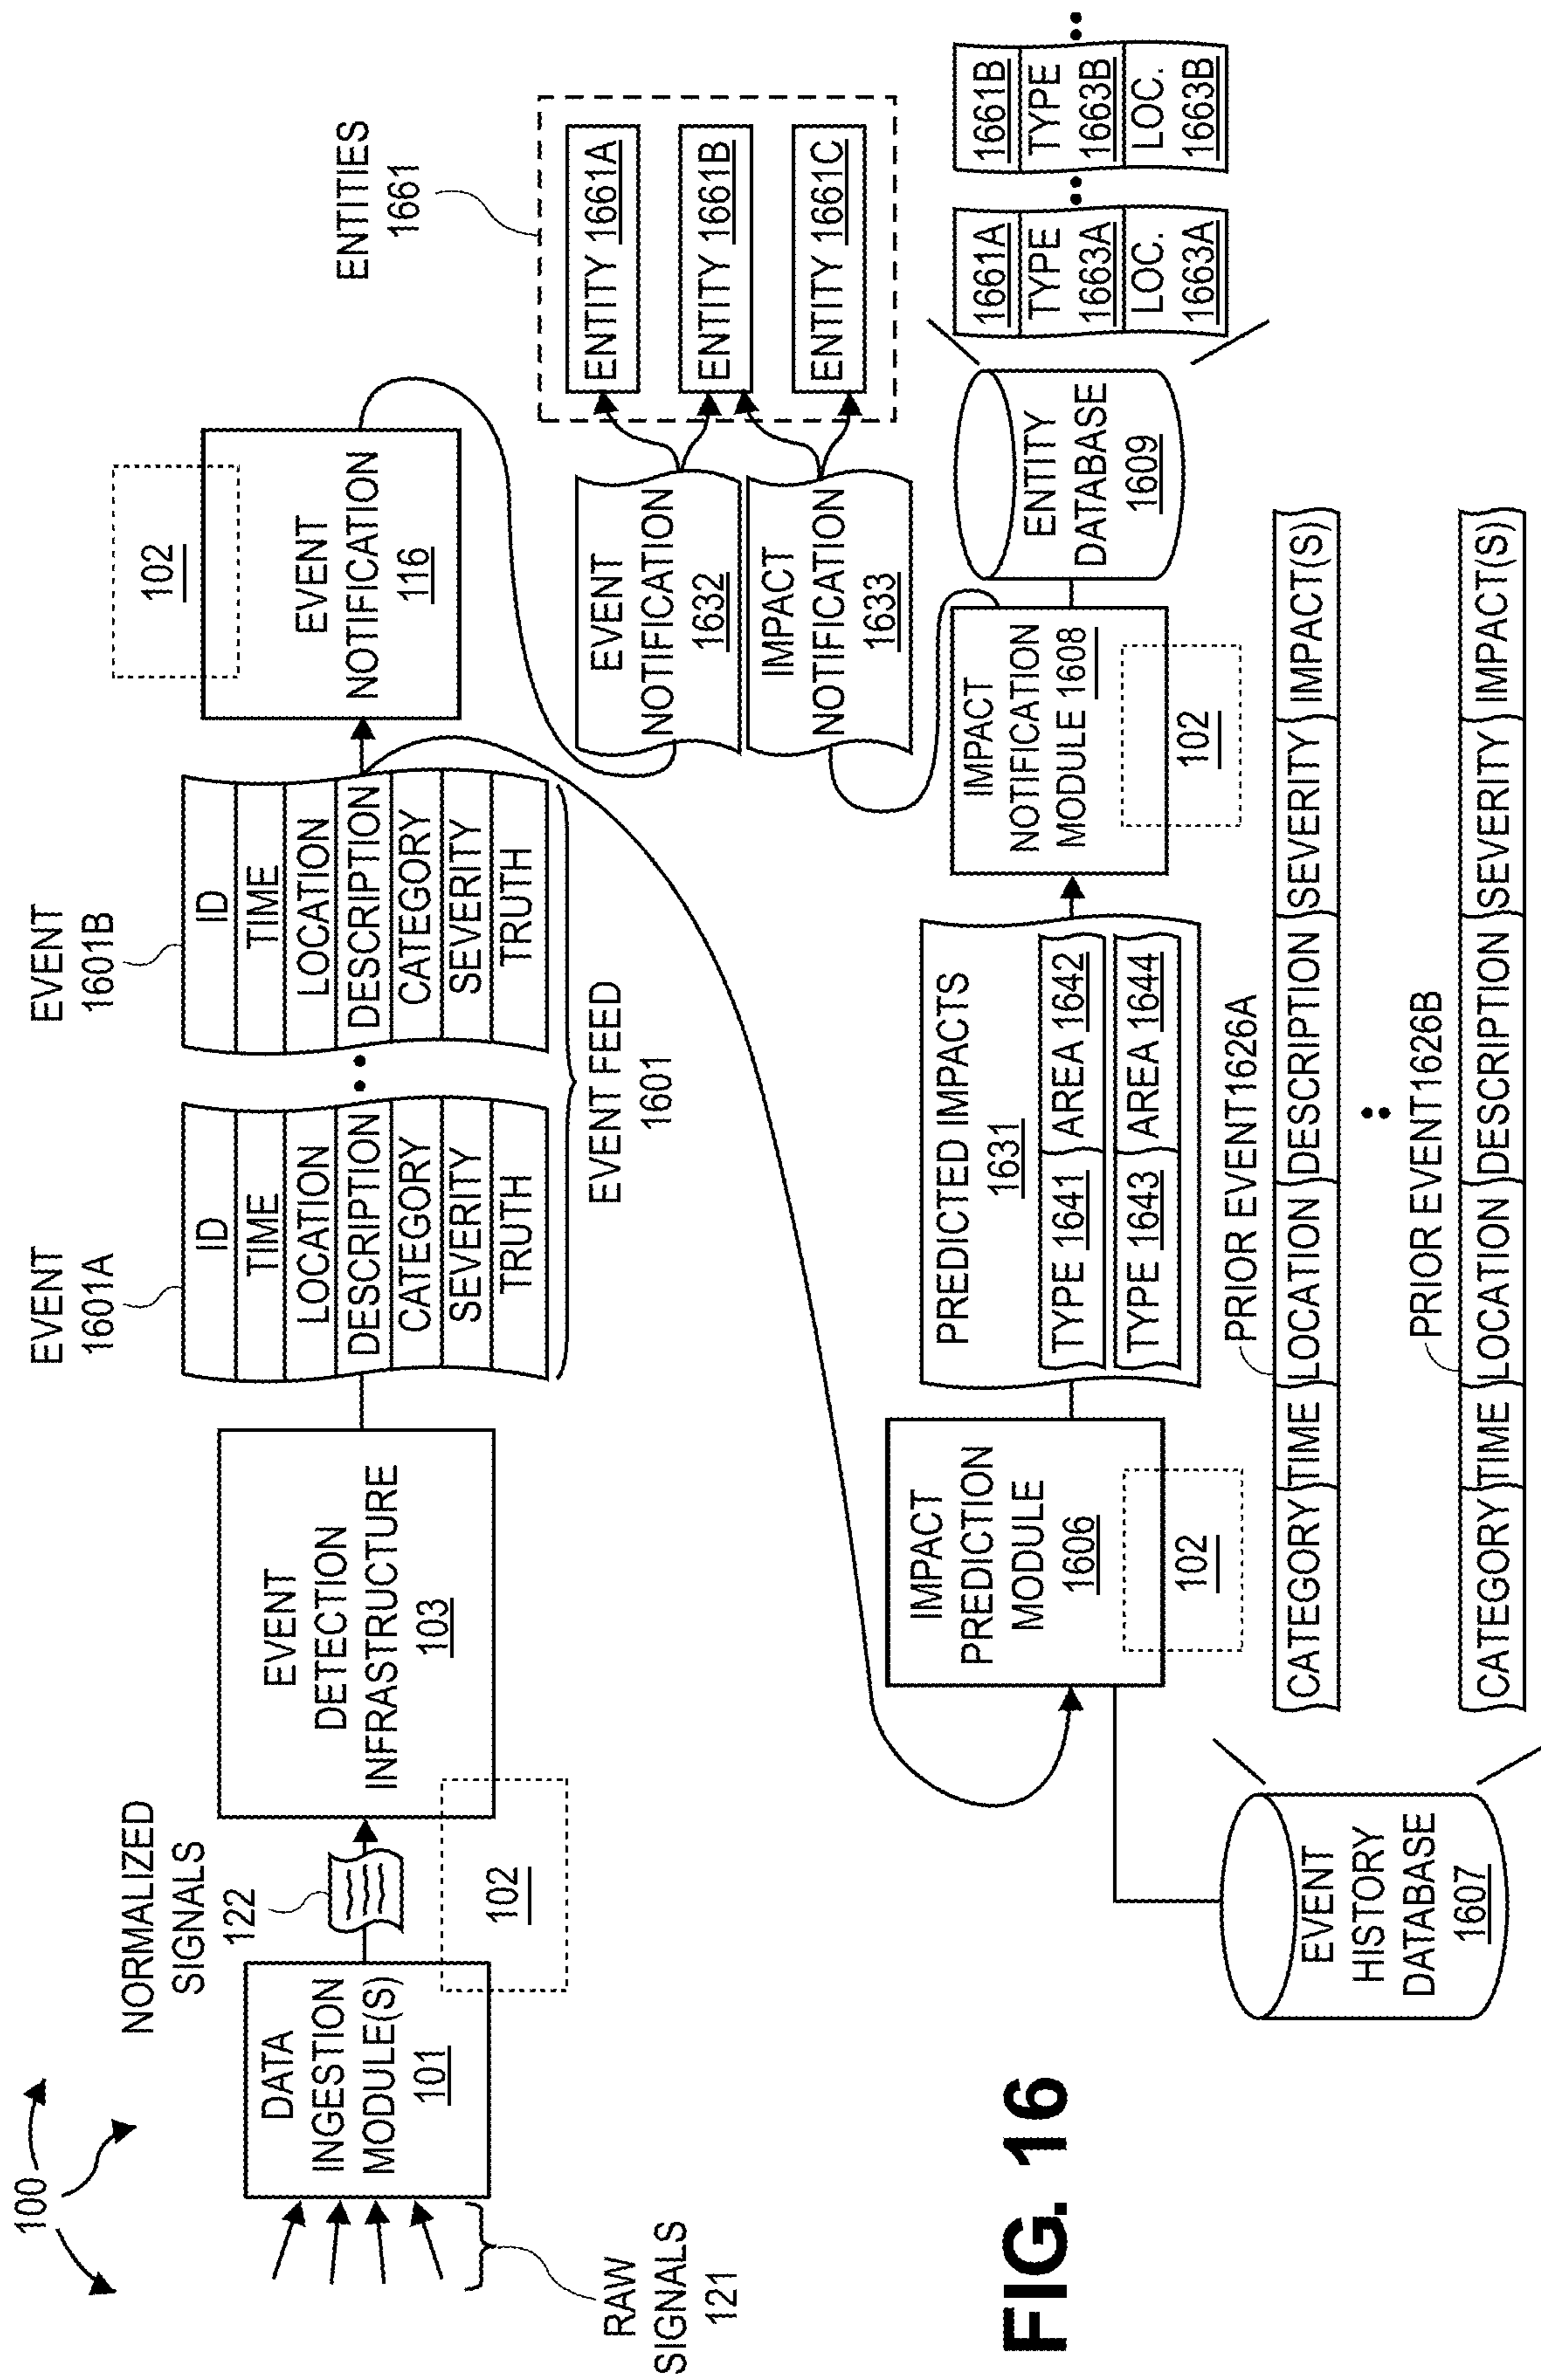 100
RAW
SIGNALS
121
DATA
INGESTION
MODULE(S)
101
NORMALIZED
SIGNALS
122
102
EVENT
DETECTION
INFRASTRUCTURE
103
EVENT
1601A
ID
TIME
LOCATION
DESCRIPTION
CATEGORY
SEVERITY
TRUTH
EVENT
1601B
ID
TIME
LOCATION
DESCRIPTION
CATEGORY
SEVERITY
TRUTH
EVENT FEED
1601
102
EVENT
NOTIFICATION
116
ENTITIES
1661
ENTITY 1661A
ENTITY 1661B
ENTITY 1661C
EVENT
NOTIFICATION
1632
IMPACT
NOTIFICATION
1633
IMPACT
PREDICTION
MODULE
1606
102
PREDICTED IMPACTS
1631
TYPE 1641 AREA 1642
TYPE 1643 AREA 1644
IMPACT
NOTIFICATION
MODULE 1608
102
ENTITY
DATABASE
1609
1661A
TYPE
1663A
LOC.
1663A
1661B
TYPE
1663B
LOC.
1663B
EVENT
HISTORY
DATABASE
1607
PRIOR EVENT1626A
CATEGORY TIME LOCATION DESCRIPTION SEVERITY IMPACT(S)
PRIOR EVENT1626B
CATEGORY TIME LOCATION DESCRIPTION SEVERITY IMPACT(S)
FIG. 16